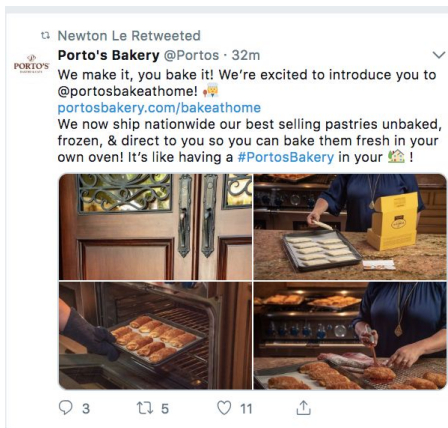 Newton Le Retweeted
Porto's Bakery @Portos · 32m
PORTO'S
We make it, you bake it! We're excited to introduce you to
@portosbakeathome!
portosbakery.com/bakeathome
We now ship nationwide our best selling pastries unbaked,
frozen, & direct to you so you can bake them fresh in your
own oven! It's like having a #PortosBakery in your !
3 5 11